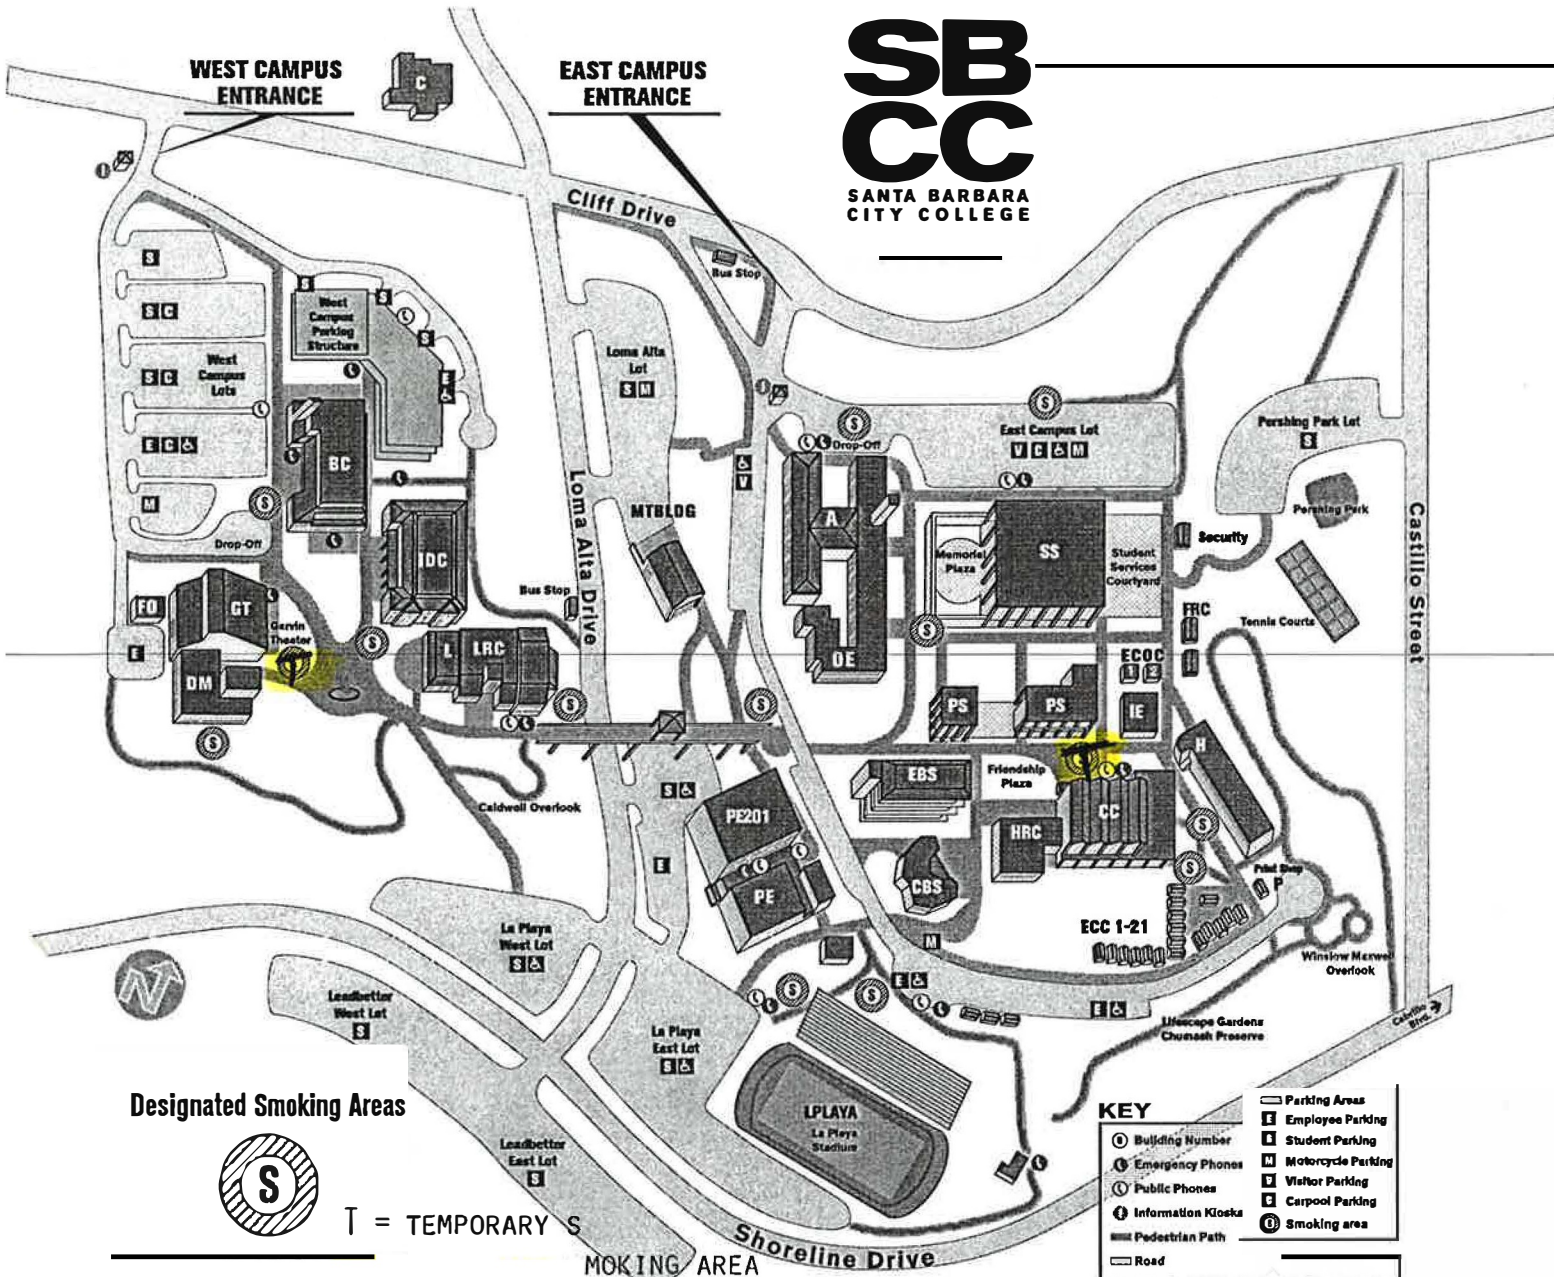 SB
CC
SANTA BARBARA
CITY COLLEGE
WEST CAMPUS
ENTRANCE
EAST CAMPUS
ENTRANCE
C
Cliff Drive
Bus Stop
S
S C
S C
E C
M
West
Campus
Lots
West
Campus
Parking
Structure
S
S
S
E
Loma Alta
Lot
S M
V
S
S
Drop-Off
East Campus Lot
V C M
Pershing Park Lot
S
Pershing Park
Castillo Street
BC
S
Drop-Off
IDC
Loma Alta Drive
MTBLDG
A
Memorial
Plaza
SS
Student
Services
Courtyard
Security
FO
GT
Garvin
Theater
Bus Stop
S
L
LRC
OE
S
FRC
Tennis Courts
ECOC
1 2
E
DM
T
S
S
S
PS
PS
IE
H
T
EBS
Friendship
Plaza
CC
HRC
S
S
Caldwell Overlook
S
PE201
E
PE
CBS
Print Shop
P
ECC 1-21
M
Winslow Maxwell
Overlook
La Playa
West Lot
S
Leadbetter
West Lot
S
N
S
S
E
E
Lifescape Gardens
Chumash Preserve
Cabrillo
Blvd.
La Playa
East Lot
S
LPLAYA
La Playa
Stadium
Leadbetter
East Lot
S
Shoreline Drive
Designated Smoking Areas
S
T = TEMPORARY S
MOKING AREA
KEY
Building Number
Emergency Phones
Public Phones
Information Kiosks
Pedestrian Path
Road
Parking Areas
E Employee Parking
S Student Parking
M Motorcycle Parking
V Visitor Parking
C Carpool Parking
S Smoking area